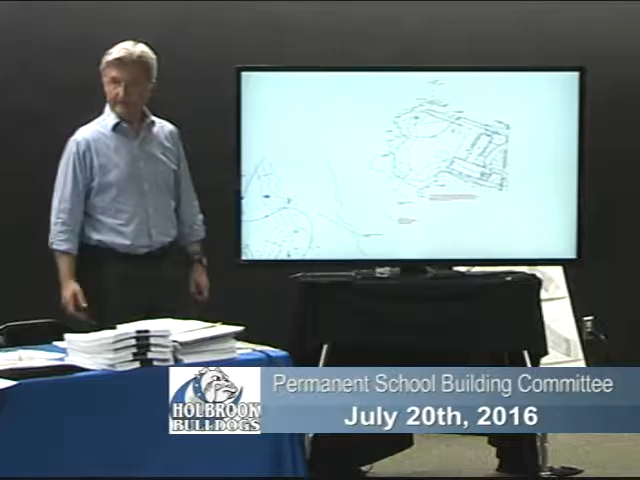 HOLBROOK
BULLDOGS
Permanent School Building Committee
July 20th, 2016